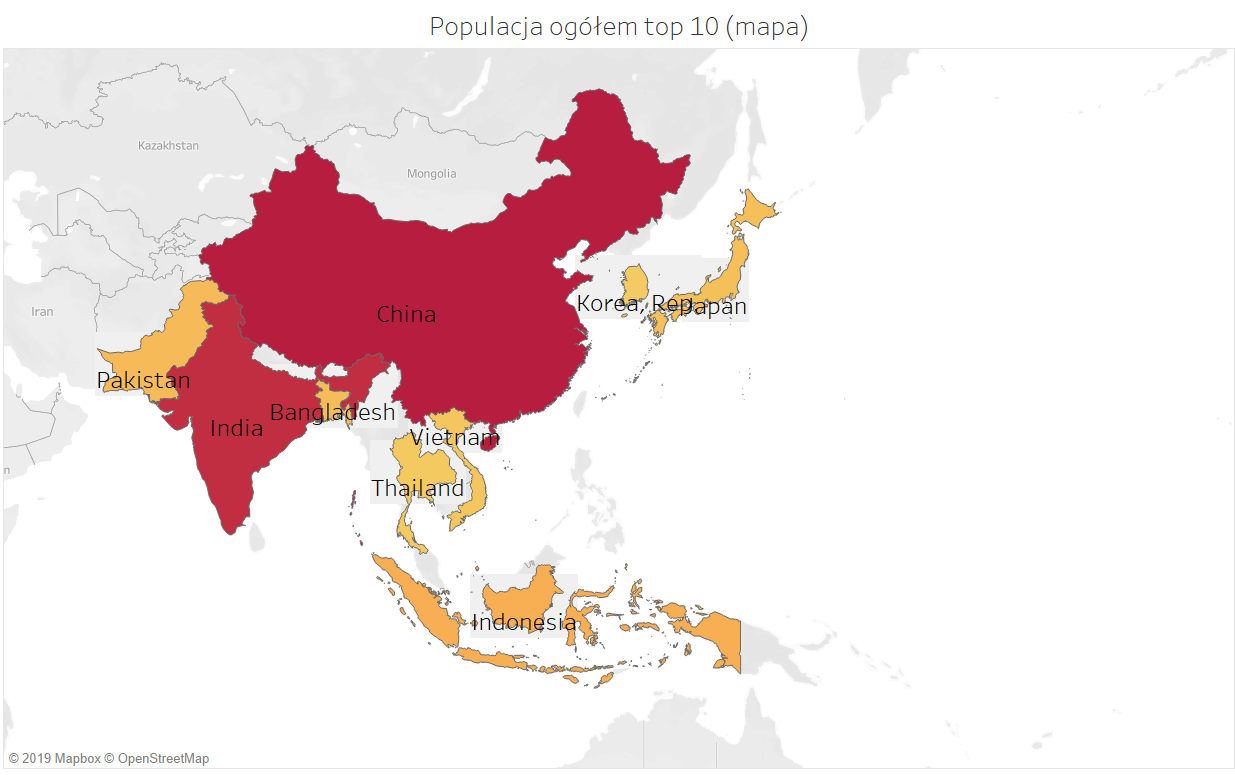 Populacja ogółem top 10 (mapa)
Kazakhstan
Mongolia
Iran
China
Korea, Rep.
Japan
Pakistan
Bangladesh
India
Vietnam
Thailand
Indonesia
© 2019 Mapbox © OpenStreetMap